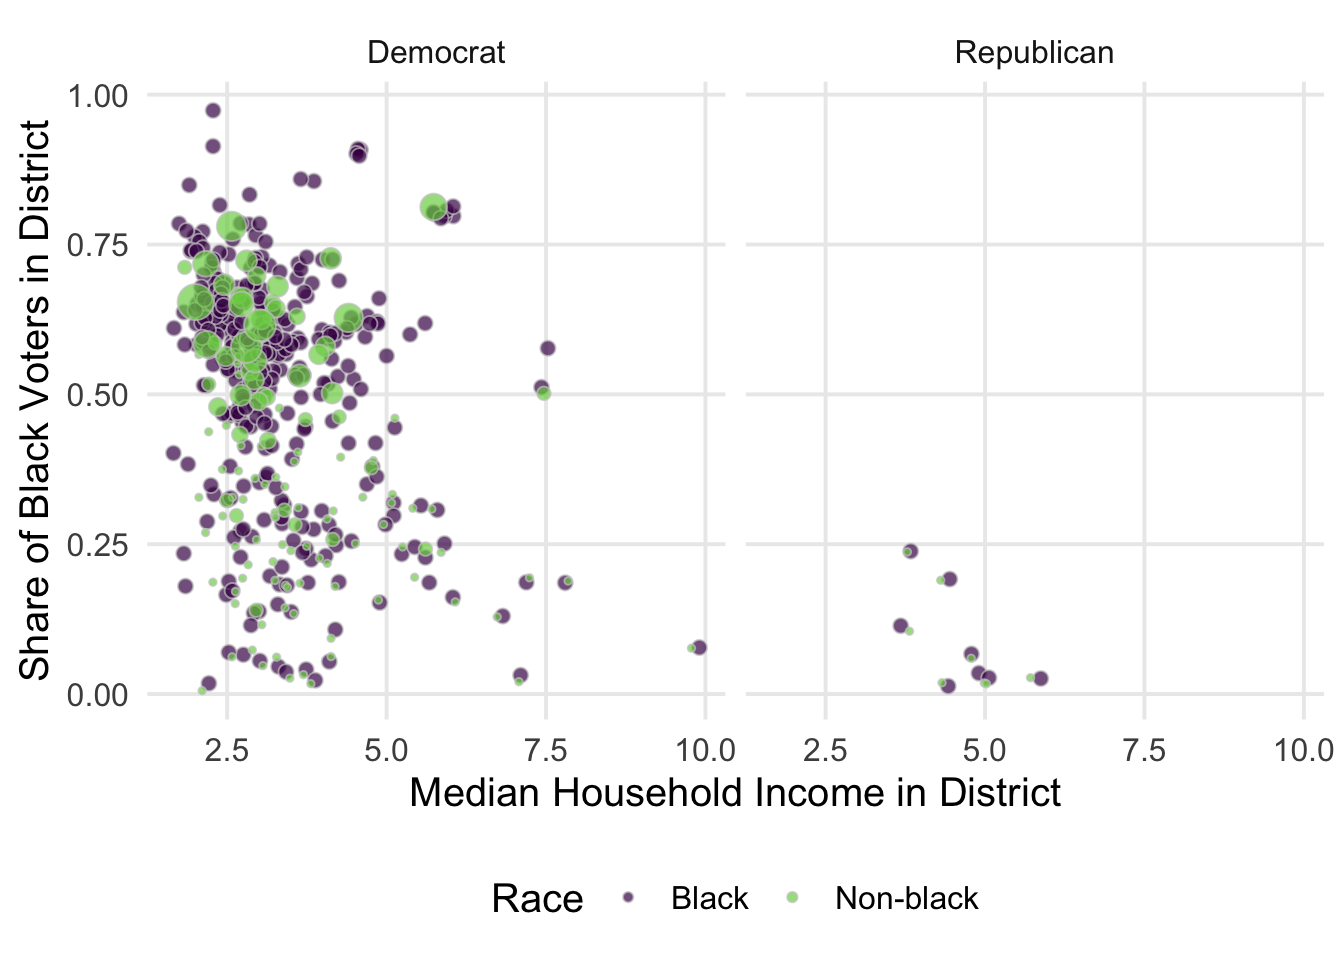 Democrat Republican
Share of Black Voters in District
1.00
0.75
0.50
0.25
0.00
2.5 5.0 7.5 10.0 2.5 5.0 7.5 10.0
Median Household Income in District
Race Black Non-black